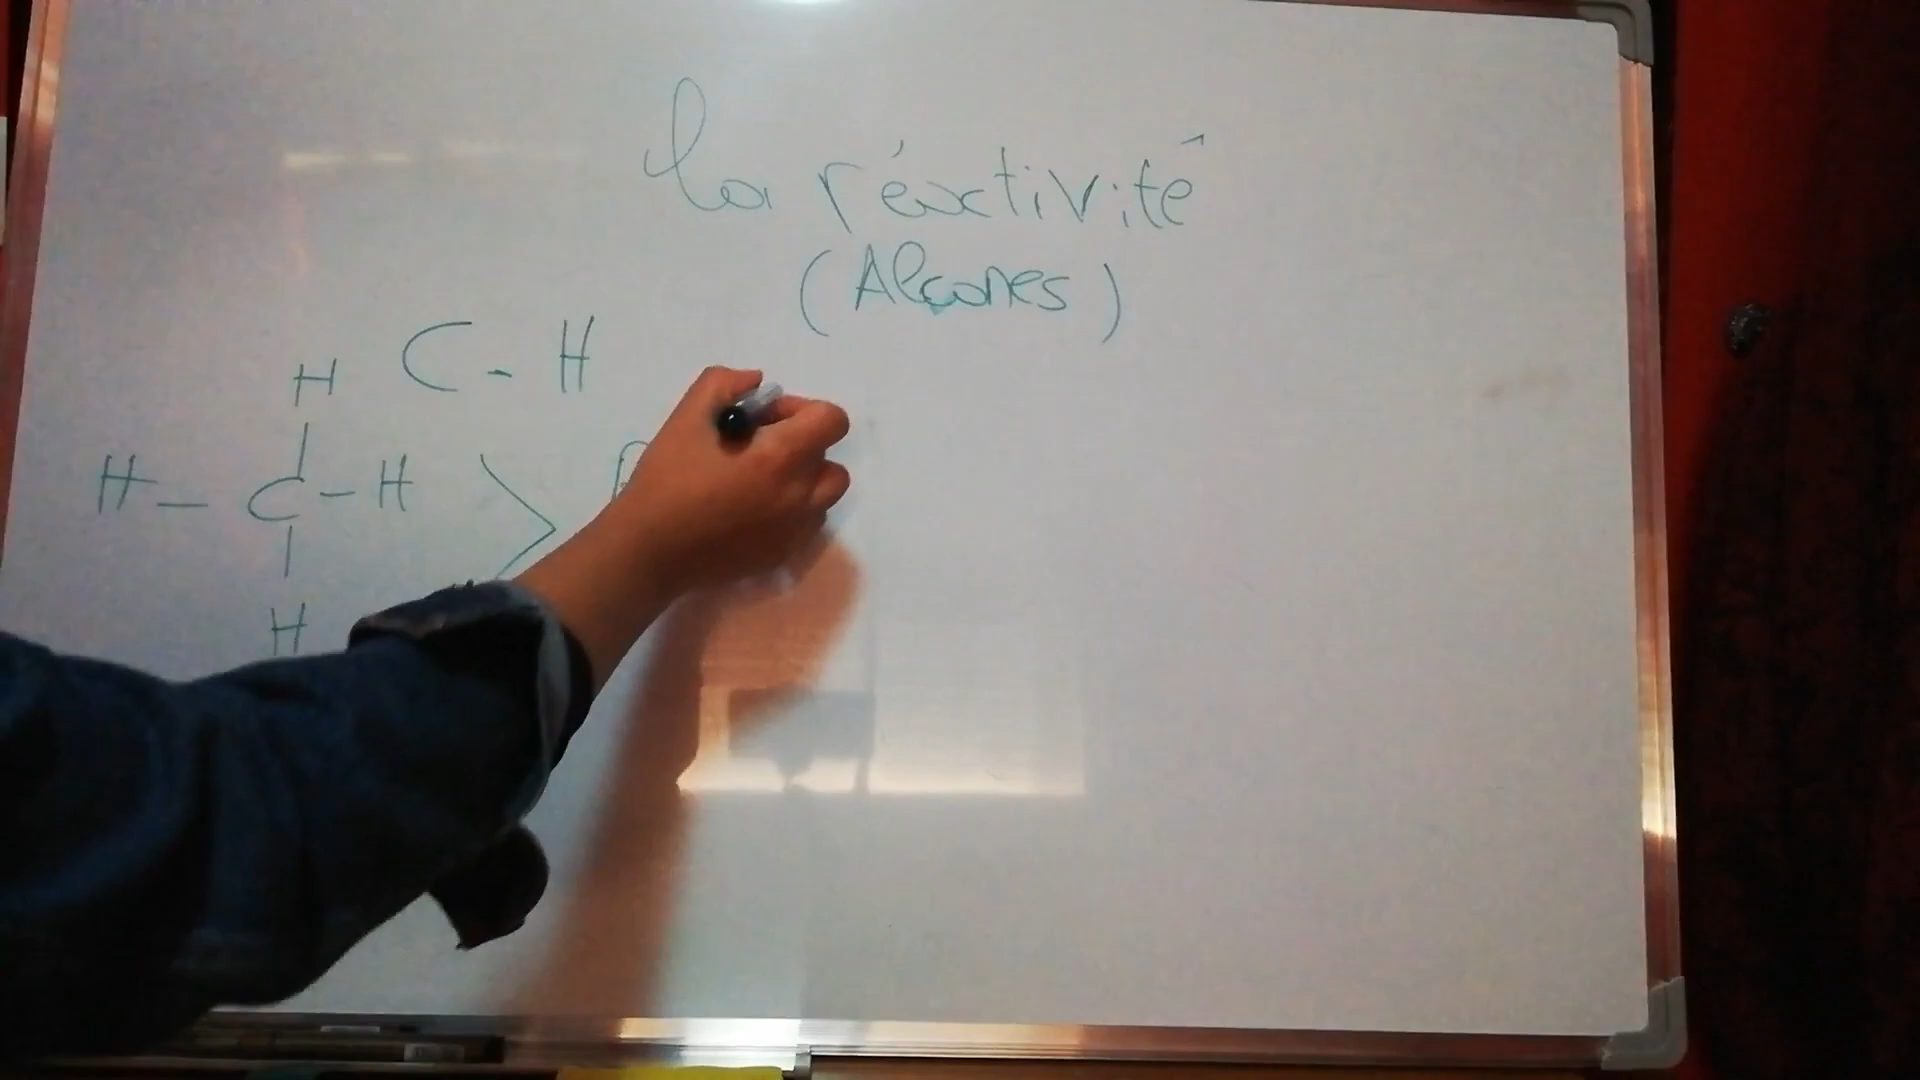 la réactivité
(Alcanes)
C - H
H
H - C - H
H